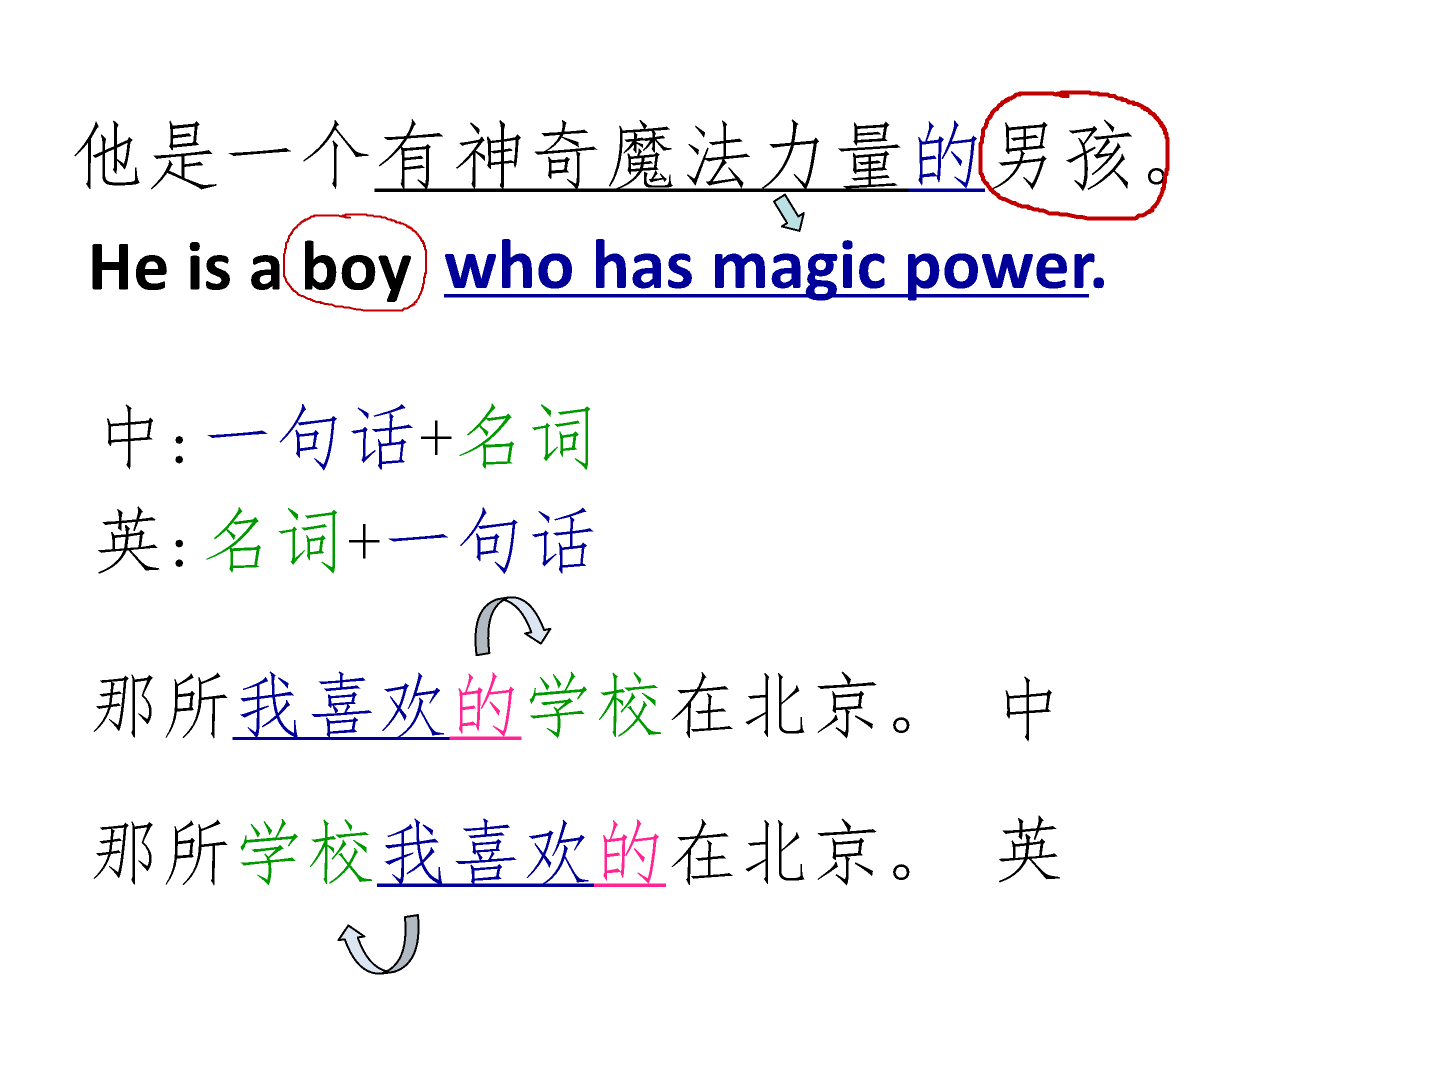 他是一个有神奇魔法力量的男孩。
He is a boy who has magic power.
中:一句话+名词
英:名词+一句话
那所我喜欢的学校在北京。 中
那所学校我喜欢的在北京。 英